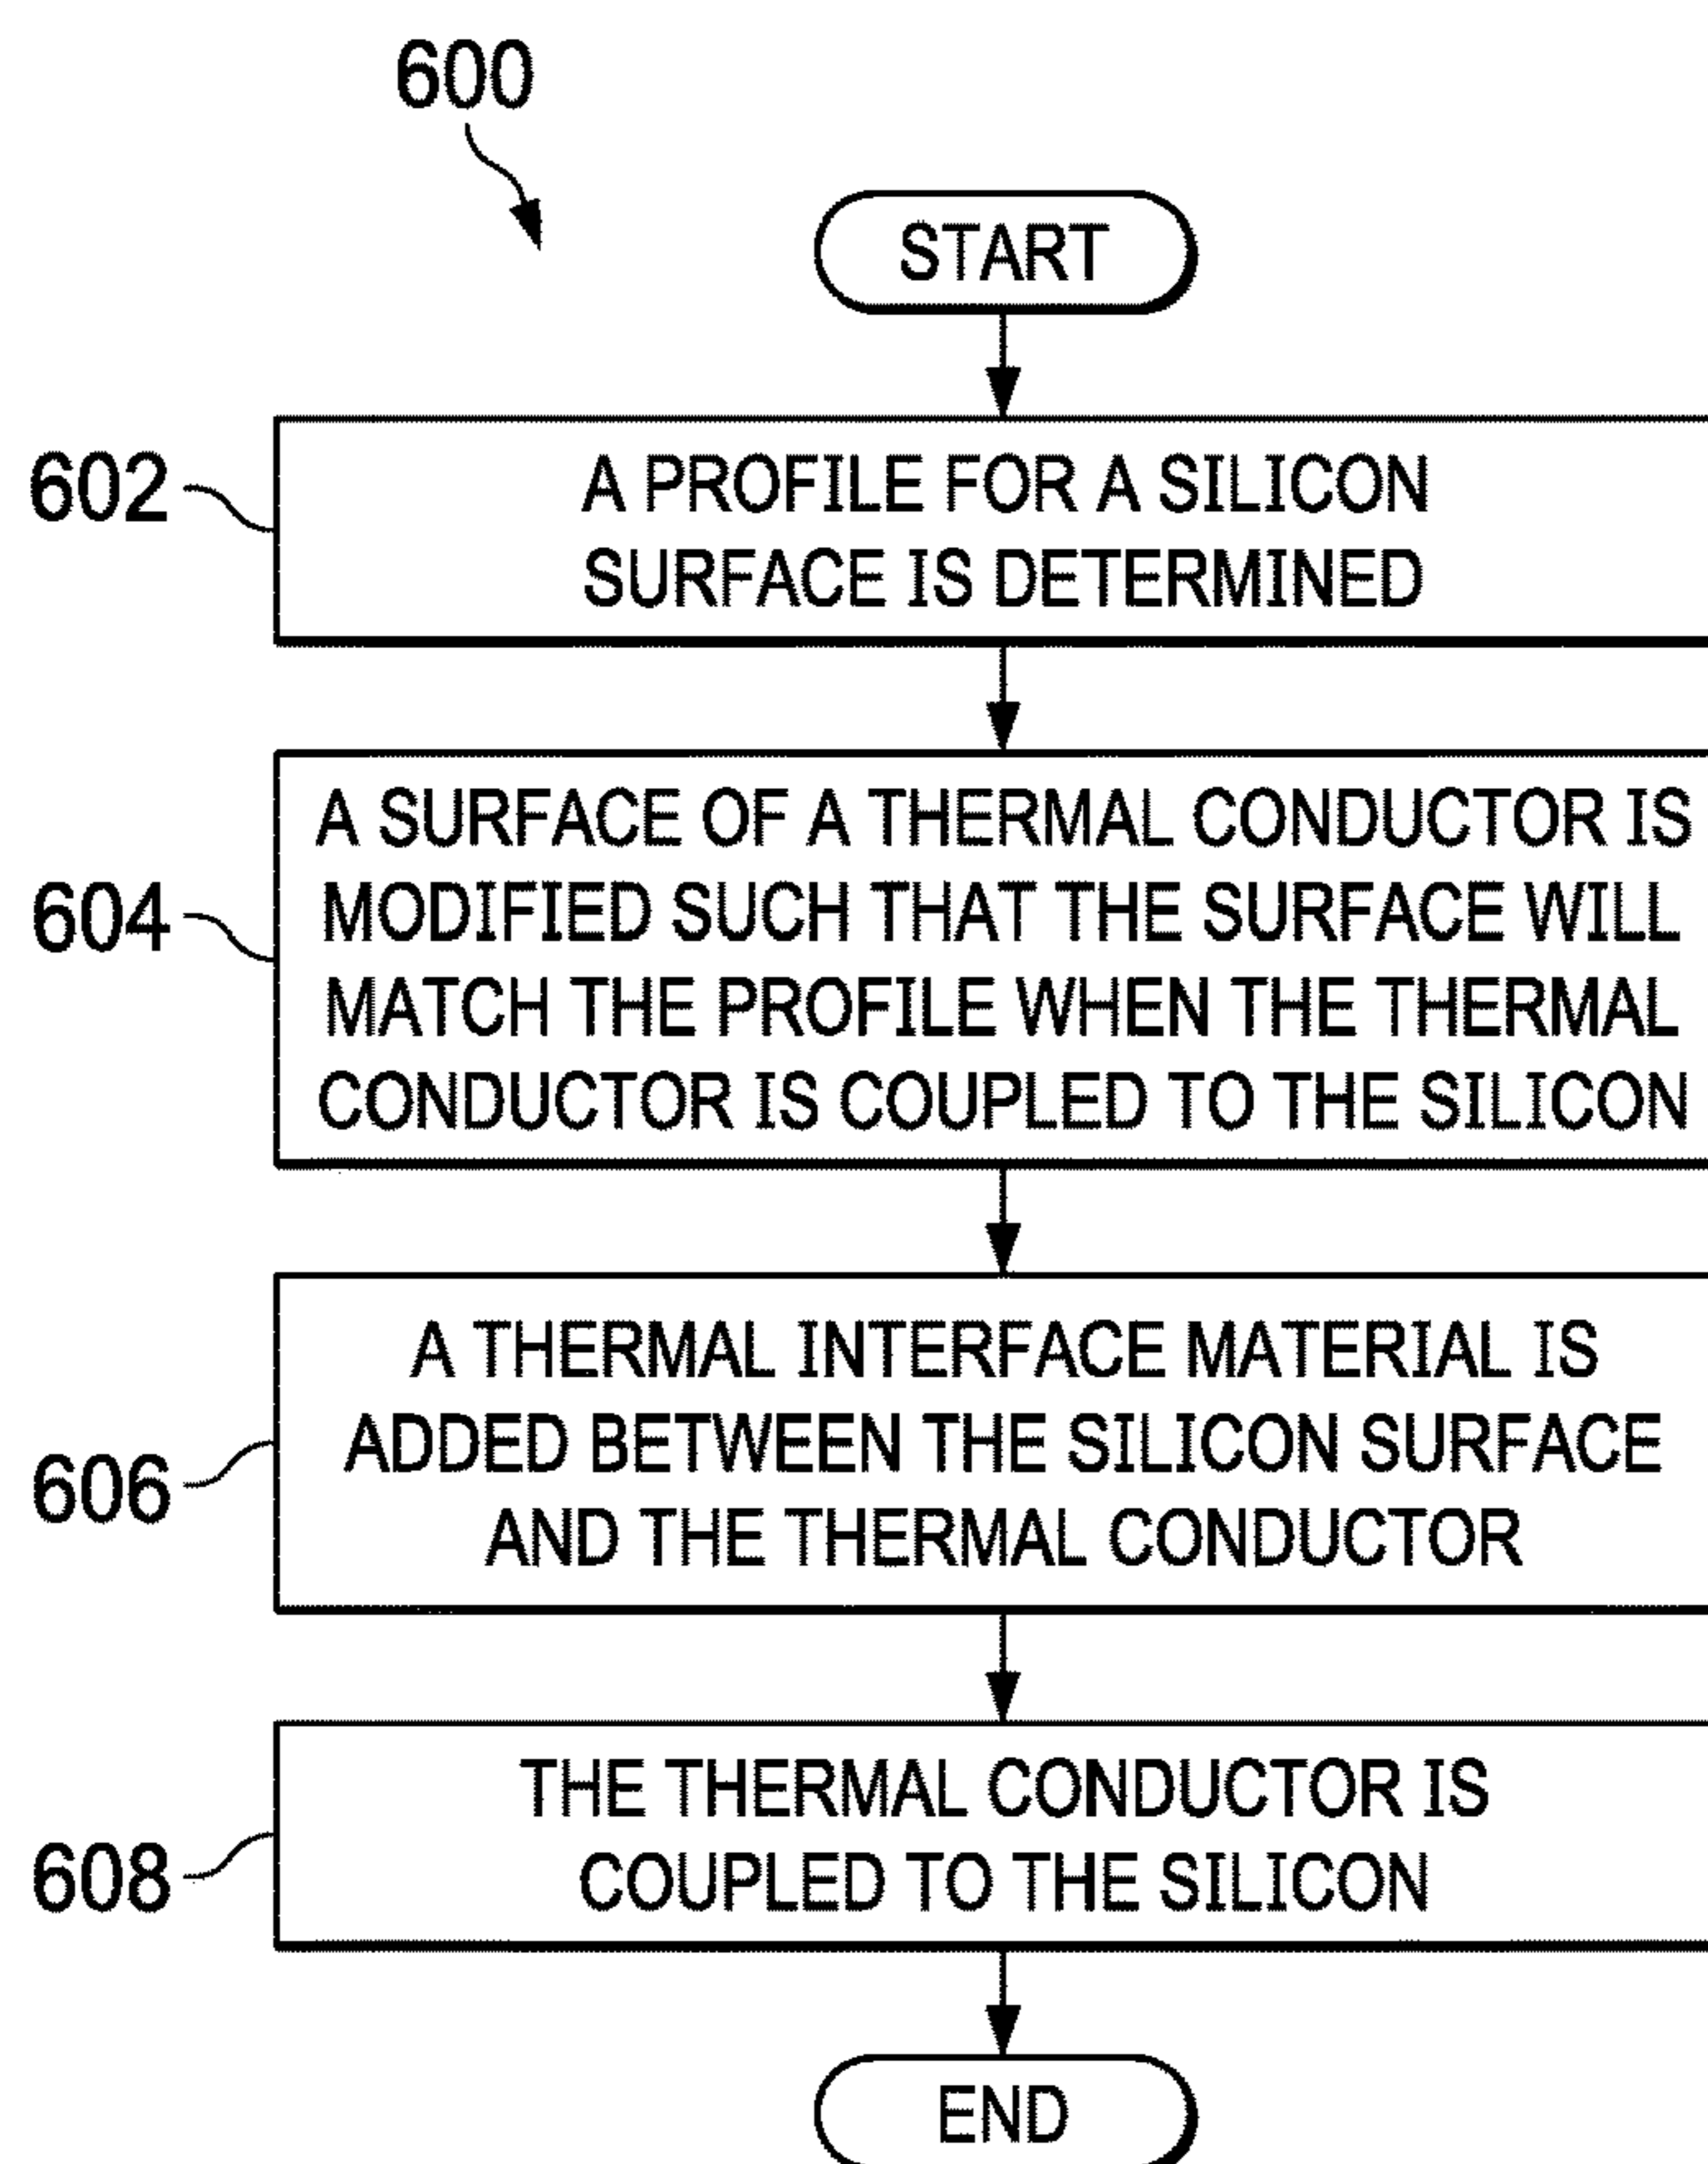 600
START
602
A PROFILE FOR A SILICON
SURFACE IS DETERMINED
604
A SURFACE OF A THERMAL CONDUCTOR IS
MODIFIED SUCH THAT THE SURFACE WILL
MATCH THE PROFILE WHEN THE THERMAL
CONDUCTOR IS COUPLED TO THE SILICON
606
A THERMAL INTERFACE MATERIAL IS
ADDED BETWEEN THE SILICON SURFACE
AND THE THERMAL CONDUCTOR
608
THE THERMAL CONDUCTOR IS
COUPLED TO THE SILICON
END